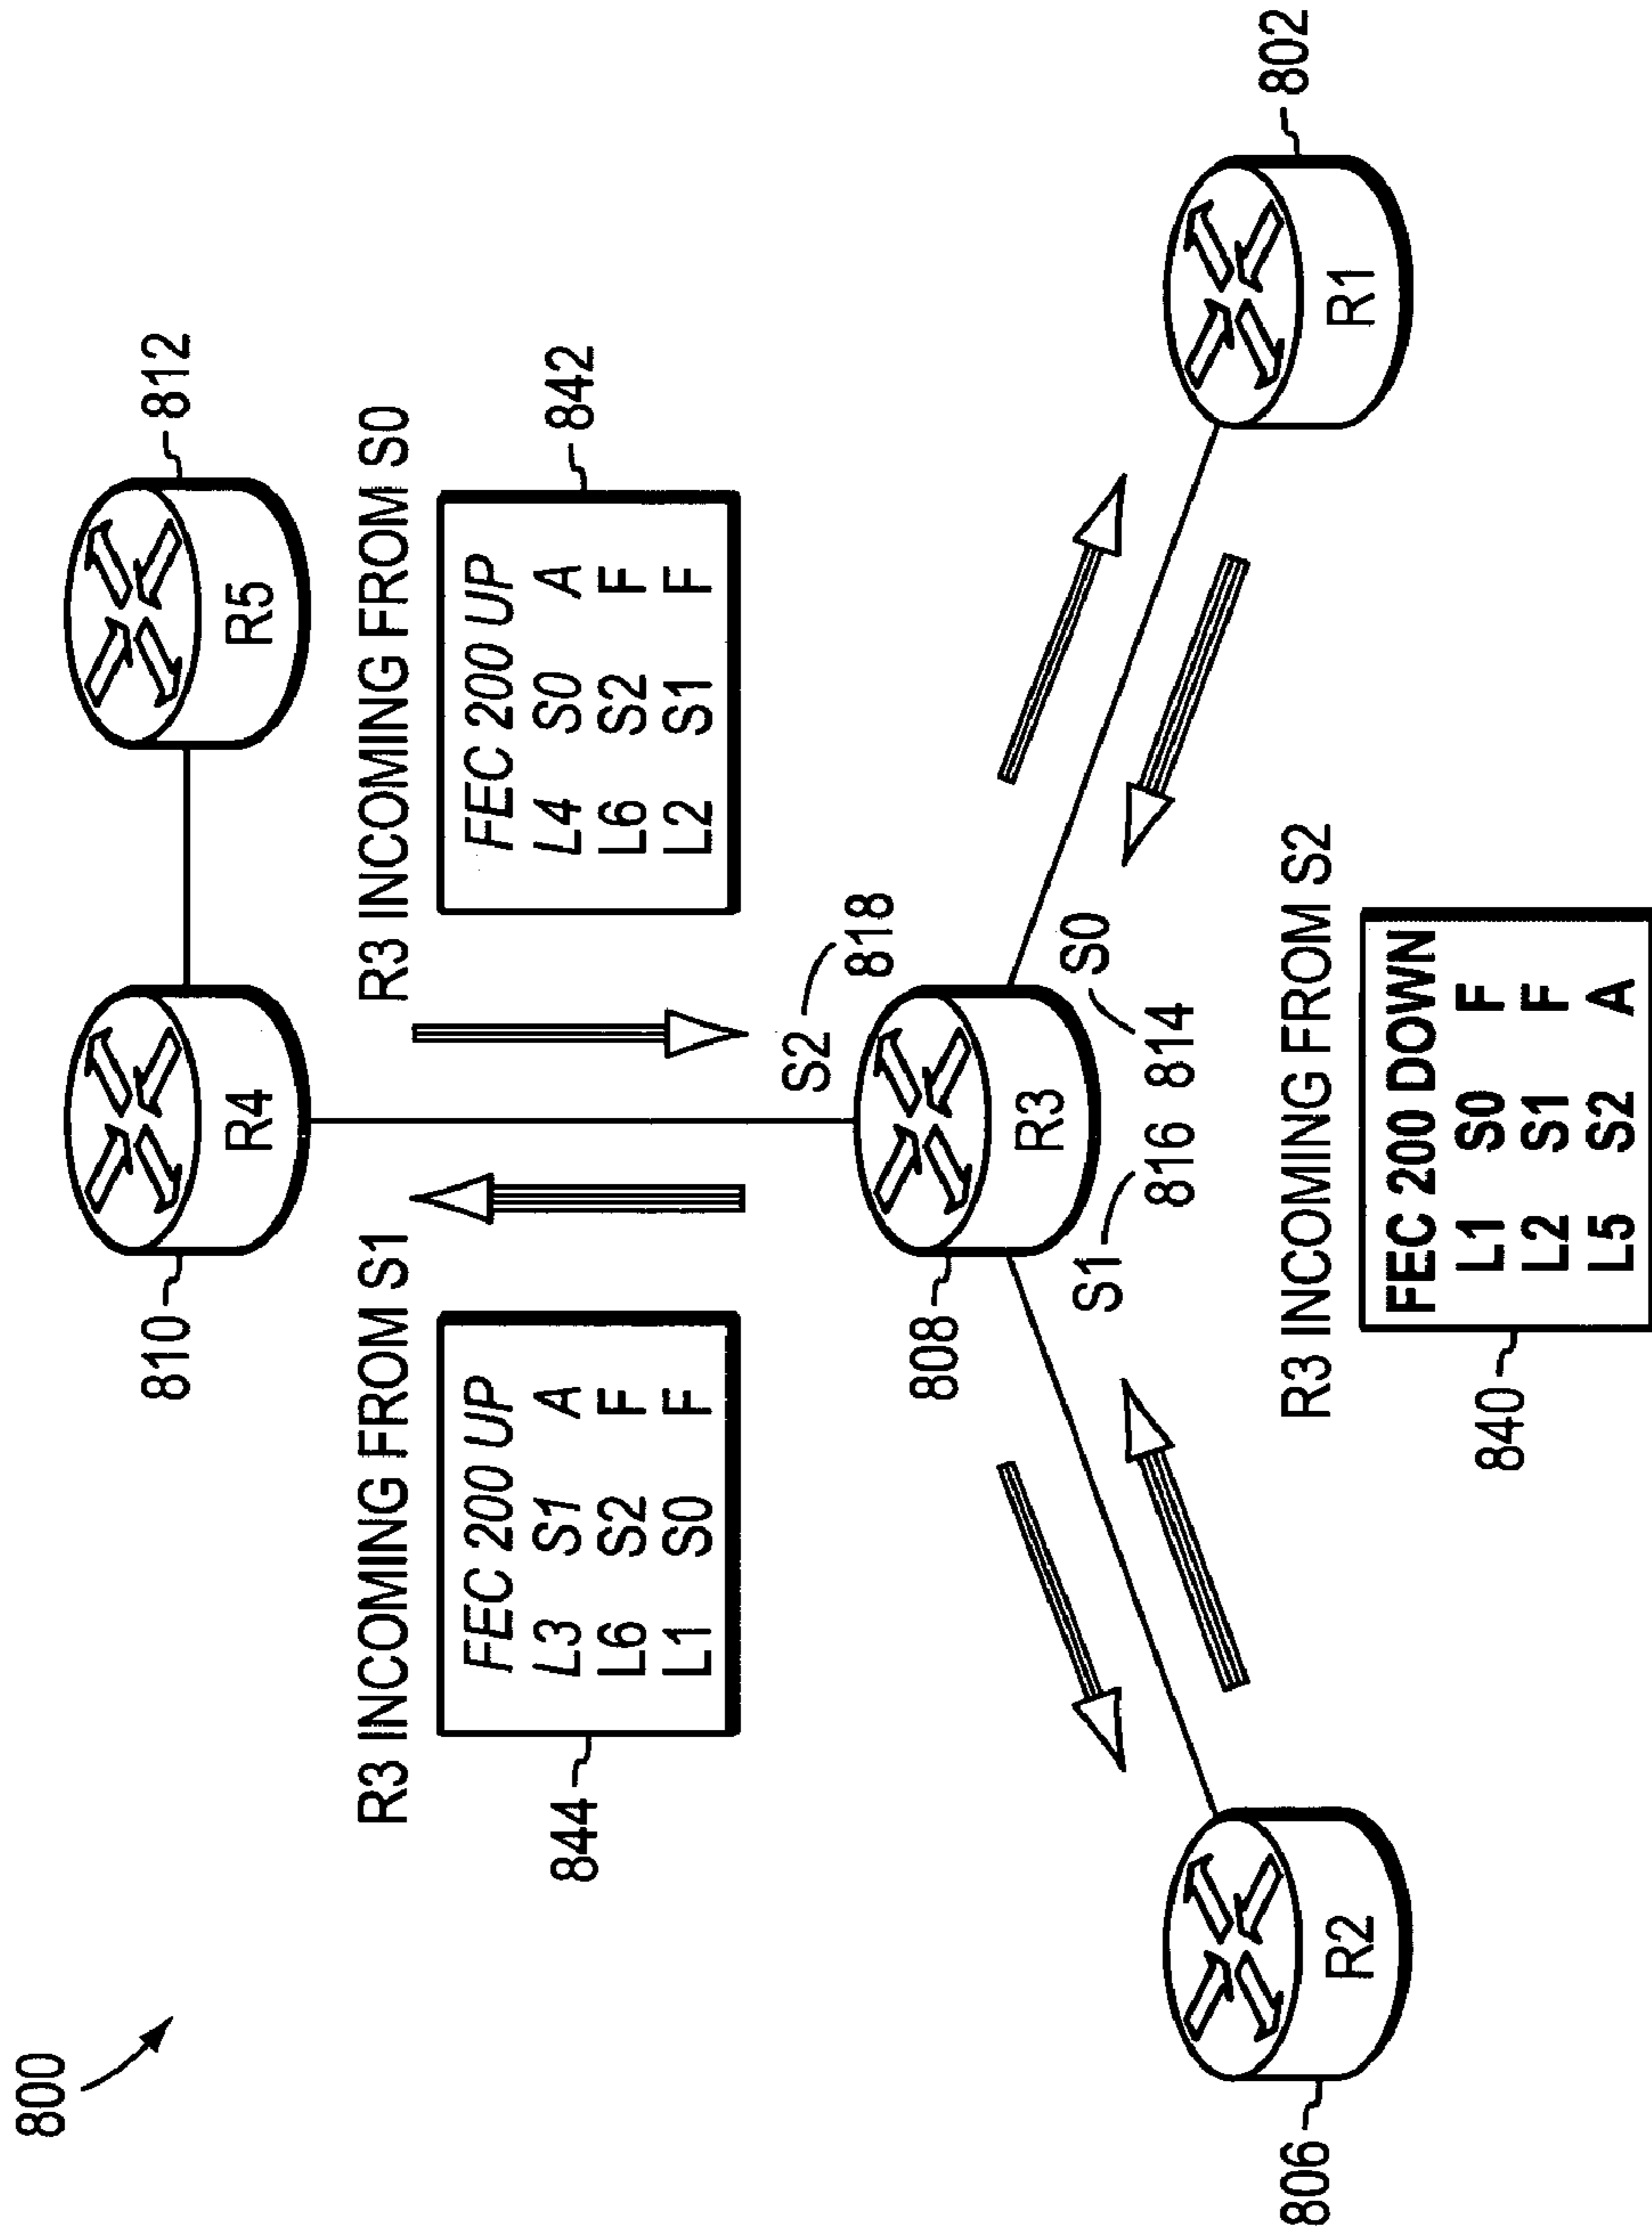 800
810
R4
R5
812
R3 INCOMING FROM S1
844
FEC 200 UP
L3 S1 A
L6 S2 F
L1 S0 F
R3 INCOMING FROM S0
842
FEC 200 UP
L4 S0 A
L6 S2 F
L2 S1 F
S2
818
808
R3
S1
816
S0
814
806
R2
R1
802
R3 INCOMING FROM S2
840
FEC 200 DOWN
L1 S0 F
L2 S1 F
L5 S2 A